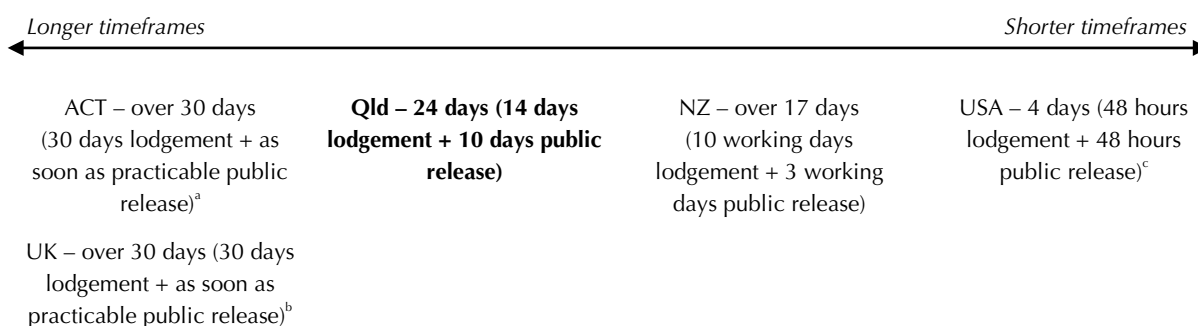 Longer timeframes
Shorter timeframes
ACT – over 30 days
(30 days lodgement + as
soon as practicable public
release)a
UK – over 30 days (30 days
lodgement + as soon as
practicable public release)b
Qld – 24 days (14 days
lodgement + 10 days public
release)
NZ – over 17 days
(10 working days
lodgement + 3 working
days public release)
USA – 4 days (48 hours
lodgement + 48 hours
public release)c